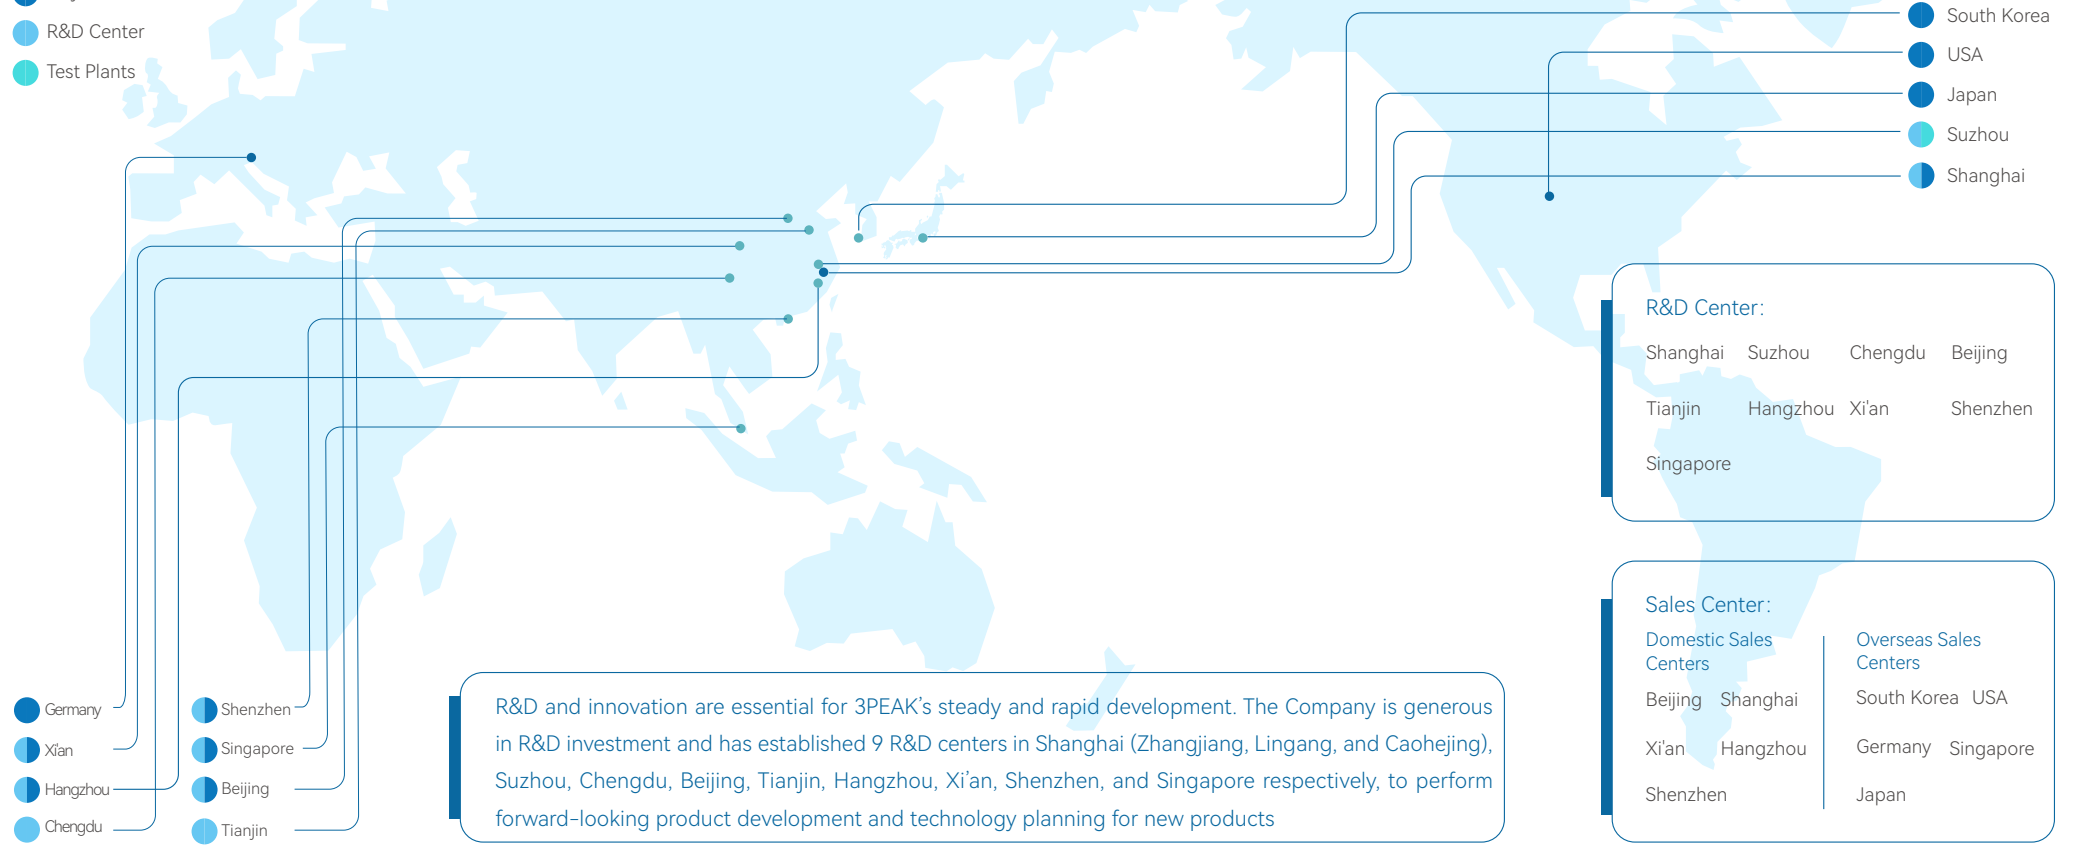 R&D Center
Test Plants
South Korea
USA
Japan
Suzhou
Shanghai
R&D Center:
Shanghai Suzhou Chengdu Beijing
Tianjin Hangzhou Xi'an Shenzhen
Singapore
Sales Center:
Domestic Sales
Centers
Beijing Shanghai
Xi'an Hangzhou
Shenzhen
Overseas Sales
Centers
South Korea USA
Germany Singapore
Japan
Germany
Xi'an
Hangzhou
Chengdu
Shenzhen
Singapore
Beijing
Tianjin
R&D and innovation are essential for 3PEAK’s steady and rapid development. The Company is generous
in R&D investment and has established 9 R&D centers in Shanghai (Zhangjiang, Lingang, and Caohejing),
Suzhou, Chengdu, Beijing, Tianjin, Hangzhou, Xi’an, Shenzhen, and Singapore respectively, to perform
forward-looking product development and technology planning for new products